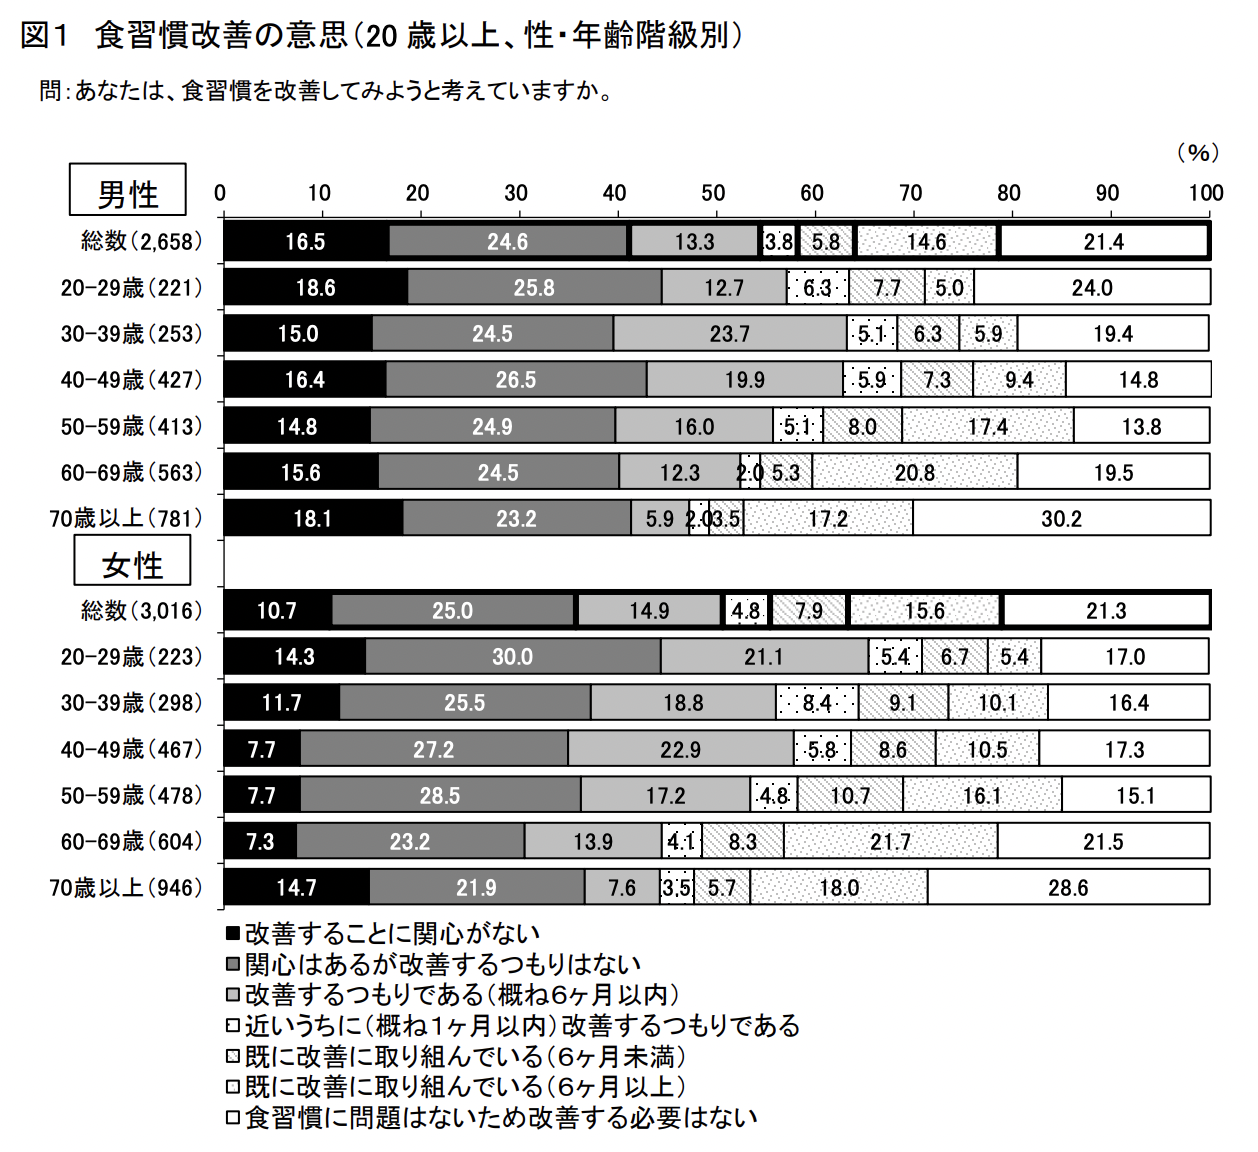 図１　食習慣改善の意思（20 歳以上、性・年齢階級別）
問：あなたは、食習慣を改善してみようと考えていますか。
（％）
男性
0 10 20 30 40 50 60 70 80 90 100
総数（2,658） 16.5 24.6 13.3 3.8 5.8 14.6 21.4
20−29歳（221） 18.6 25.8 12.7 6.3 7.7 5.0 24.0
30−39歳（253） 15.0 24.5 23.7 5.1 6.3 5.9 19.4
40−49歳（427） 16.4 26.5 19.9 5.9 7.3 9.4 14.8
50−59歳（413） 14.8 24.9 16.0 5.1 8.0 17.4 13.8
60−69歳（563） 15.6 24.5 12.3 2.0 5.3 20.8 19.5
70歳以上（781） 18.1 23.2 5.9 2.0 3.5 17.2 30.2
女性
総数（3,016） 10.7 25.0 14.9 4.8 7.9 15.6 21.3
20−29歳（223） 14.3 30.0 21.1 5.4 6.7 5.4 17.0
30−39歳（298） 11.7 25.5 18.8 8.4 9.1 10.1 16.4
40−49歳（467） 7.7 27.2 22.9 5.8 8.6 10.5 17.3
50−59歳（478） 7.7 28.5 17.2 4.8 10.7 16.1 15.1
60−69歳（604） 7.3 23.2 13.9 4.1 8.3 21.7 21.5
70歳以上（946） 14.7 21.9 7.6 3.5 5.7 18.0 28.6
改善することに関心がない
関心はあるが改善するつもりはない
改善するつもりである（概ね６ヶ月以内）
近いうちに（概ね１ヶ月以内）改善するつもりである
既に改善に取り組んでいる（６ヶ月未満）
既に改善に取り組んでいる（６ヶ月以上）
食習慣に問題はないため改善する必要はない